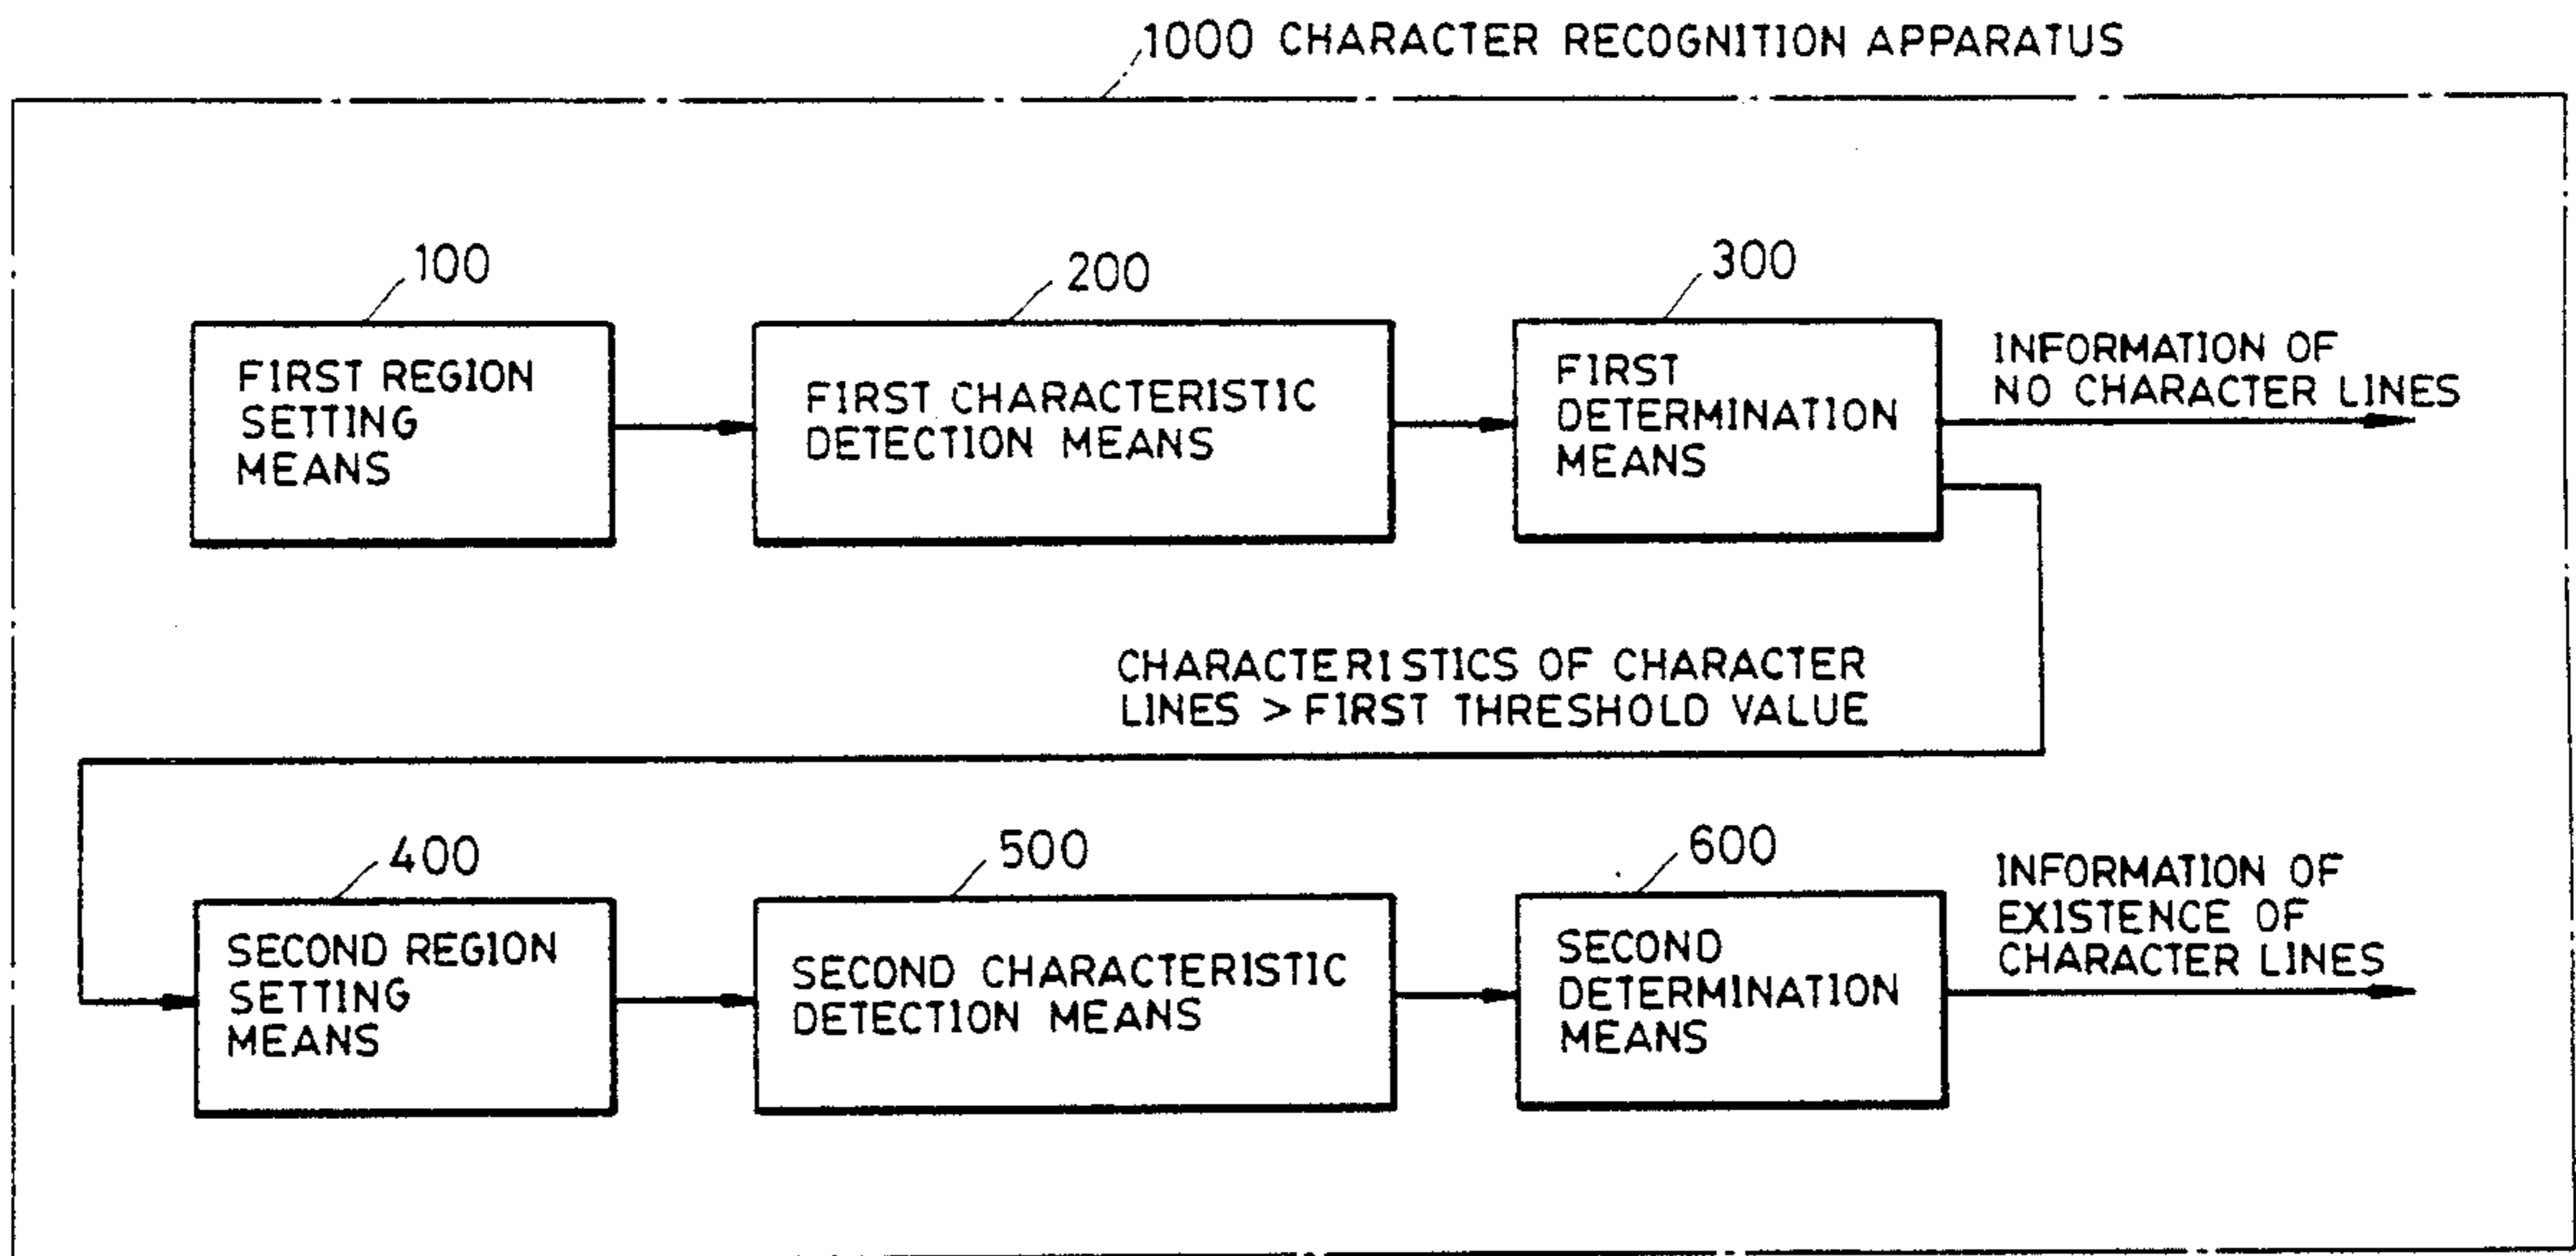 1000 CHARACTER RECOGNITION APPARATUS
100
200
300
FIRST REGION
SETTING
MEANS
FIRST CHARACTERISTIC
DETECTION MEANS
FIRST
DETERMINATION
MEANS
INFORMATION OF
NO CHARACTER LINES
CHARACTERISTICS OF CHARACTER
LINES > FIRST THRESHOLD VALUE
400
500
600
SECOND REGION
SETTING
MEANS
SECOND CHARACTERISTIC
DETECTION MEANS
SECOND
DETERMINATION
MEANS
INFORMATION OF
EXISTENCE OF
CHARACTER LINES